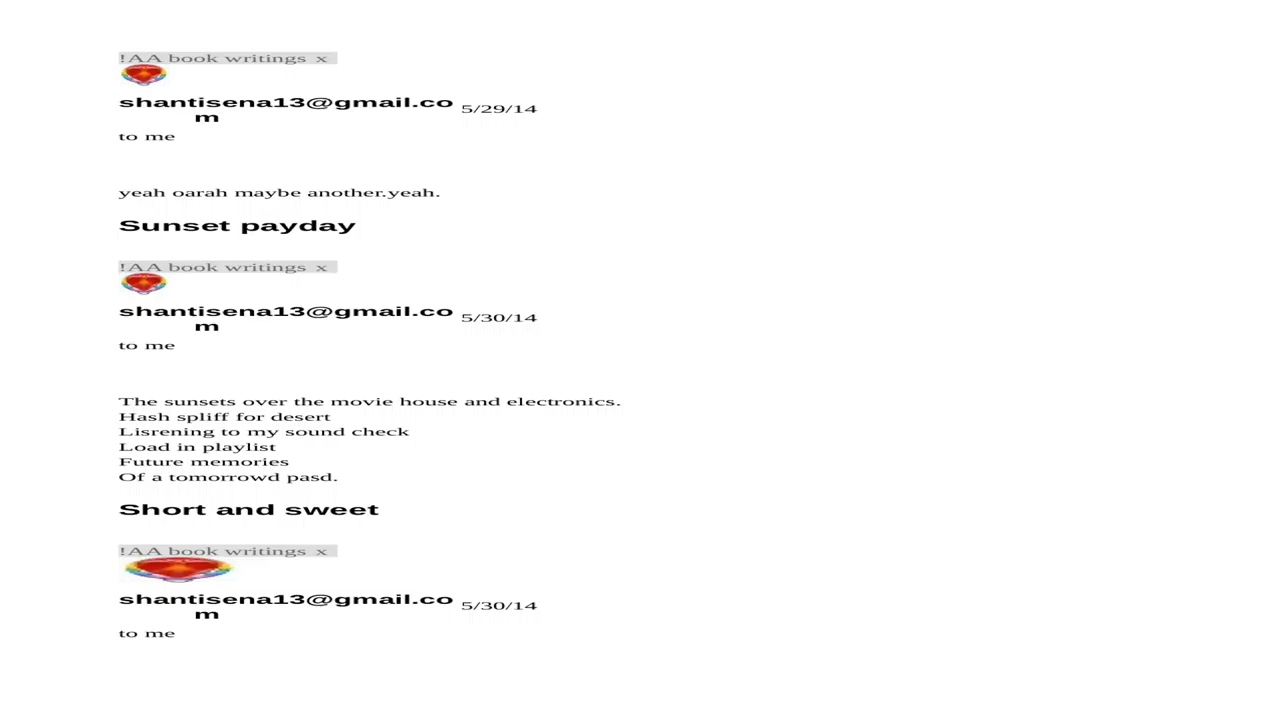 !AA book writings x
shantisena13@gmail.co
m
5/29/14
to me
yeah oarah maybe another.yeah.
Sunset payday
!AA book writings x
shantisena13@gmail.co
m
5/30/14
to me
The sunsets over the movie house and electronics.
Hash spliff for desert
Lisrening to my sound check
Load in playlist
Future memories
Of a tomorrowd pasd.
Short and sweet
!AA book writings x
shantisena13@gmail.co
m
5/30/14
to me